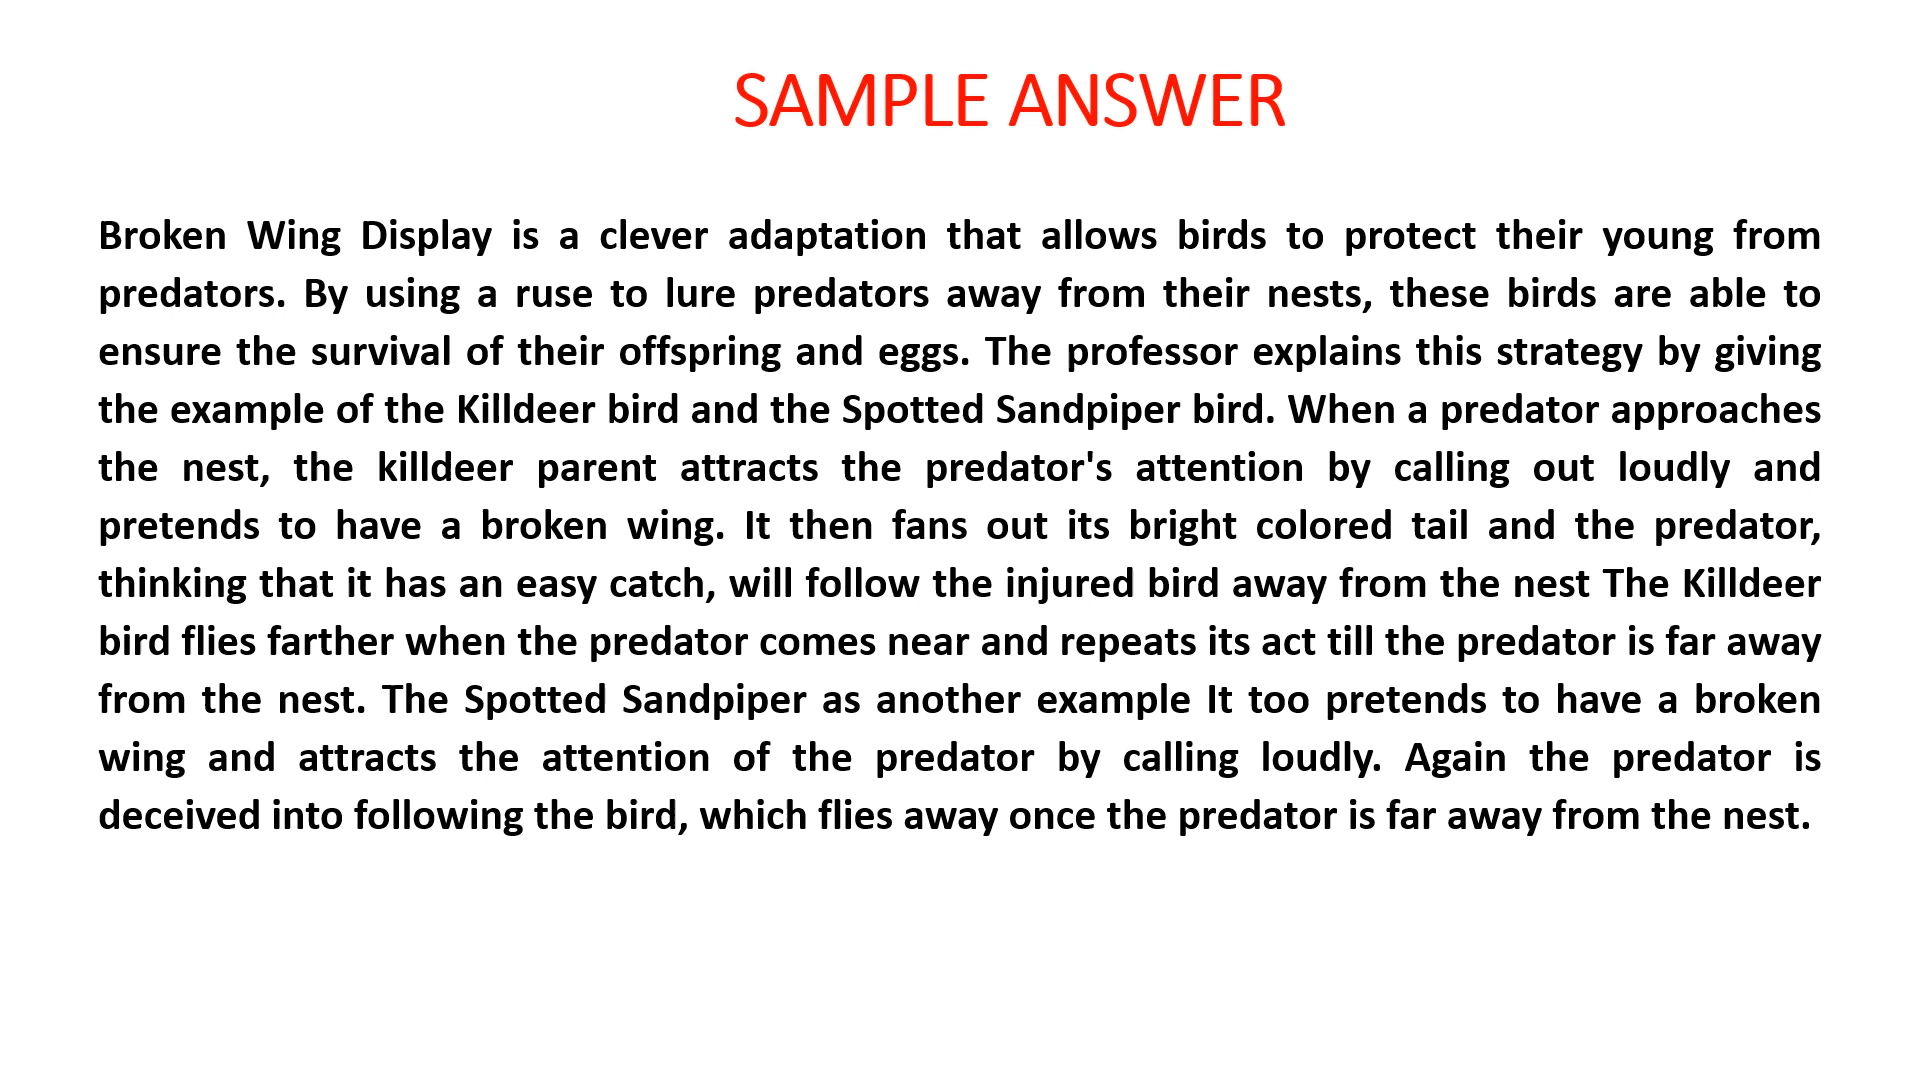 SAMPLE ANSWER
Broken Wing Display is a clever adaptation that allows birds to protect their young from
predators. By using a ruse to lure predators away from their nests, these birds are able to
ensure the survival of their offspring and eggs. The professor explains this strategy by giving
the example of the Killdeer bird and the Spotted Sandpiper bird. When a predator approaches
the nest, the killdeer parent attracts the predator's attention by calling out loudly and
pretends to have a broken wing. It then fans out its bright colored tail and the predator,
thinking that it has an easy catch, will follow the injured bird away from the nest The Killdeer
bird flies farther when the predator comes near and repeats its act till the predator is far away
from the nest. The Spotted Sandpiper as another example It too pretends to have a broken
wing and attracts the attention of the predator by calling loudly. Again the predator is
deceived into following the bird, which flies away once the predator is far away from the nest.